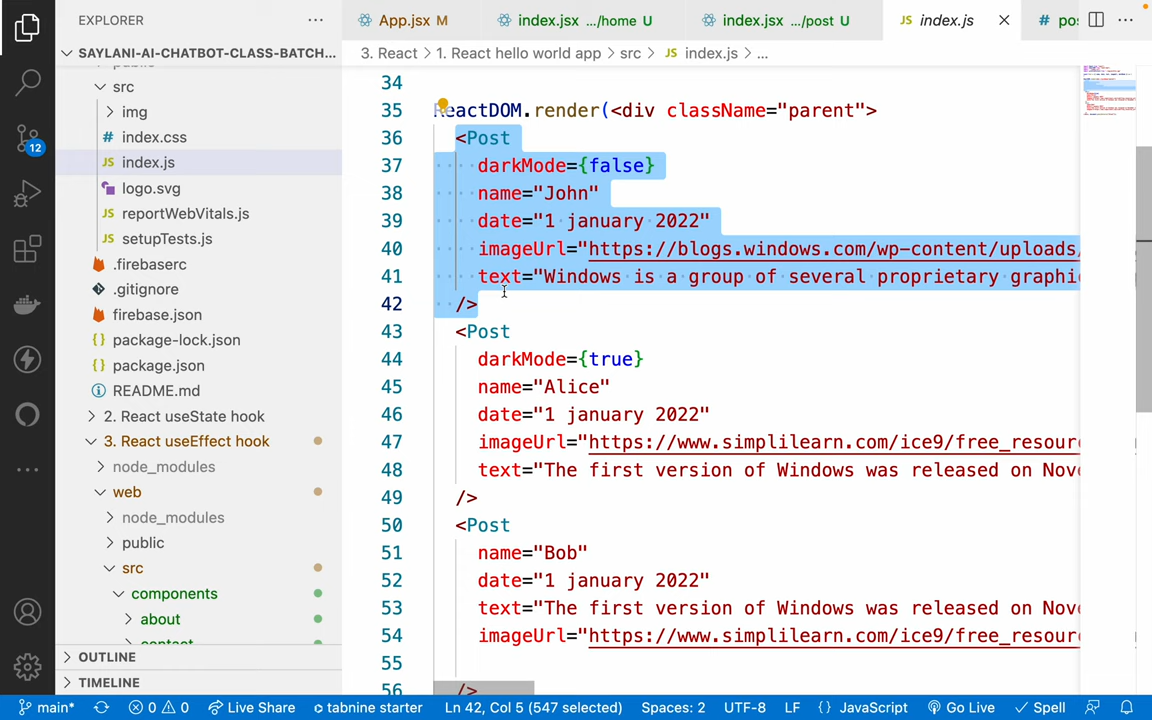 EXPLORER
SAYLANI-AI-CHATBOT-CLASS-BATCH...
src
img
# index.css
JS index.js
logo.svg
JS reportWebVitals.js
JS setupTests.js
.firebaserc
.gitignore
firebase.json
{} package-lock.json
{} package.json
README.md
2. React useState hook
3. React useEffect hook
node_modules
web
node_modules
public
src
components
about
OUTLINE
TIMELINE
12
App.jsx M
index.jsx .../home U
index.jsx .../post U
JS index.js
# pos
3. React > 1. React hello world app > src > JS index.js > ...
34
35 ReactDOM.render(<div className="parent">
36 <Post
37 darkMode={false}
38 name="John"
39 date="1 january 2022"
40 imageUrl="https://blogs.windows.com/wp-content/uploads/
41 text="Windows is a group of several proprietary graphi
42 />
43 <Post
44 darkMode={true}
45 name="Alice"
46 date="1 january 2022"
47 imageUrl="https://www.simplilearn.com/ice9/free_resour
48 text="The first version of Windows was released on Nov
49 />
50 <Post
51 name="Bob"
52 date="1 january 2022"
53 text="The first version of Windows was released on Nov
54 imageUrl="https://www.simplilearn.com/ice9/free_resour
55
56 />
main* 0 0 Live Share tabnine starter Ln 42, Col 5 (547 selected) Spaces: 2 UTF-8 LF {} JavaScript Go Live Spell